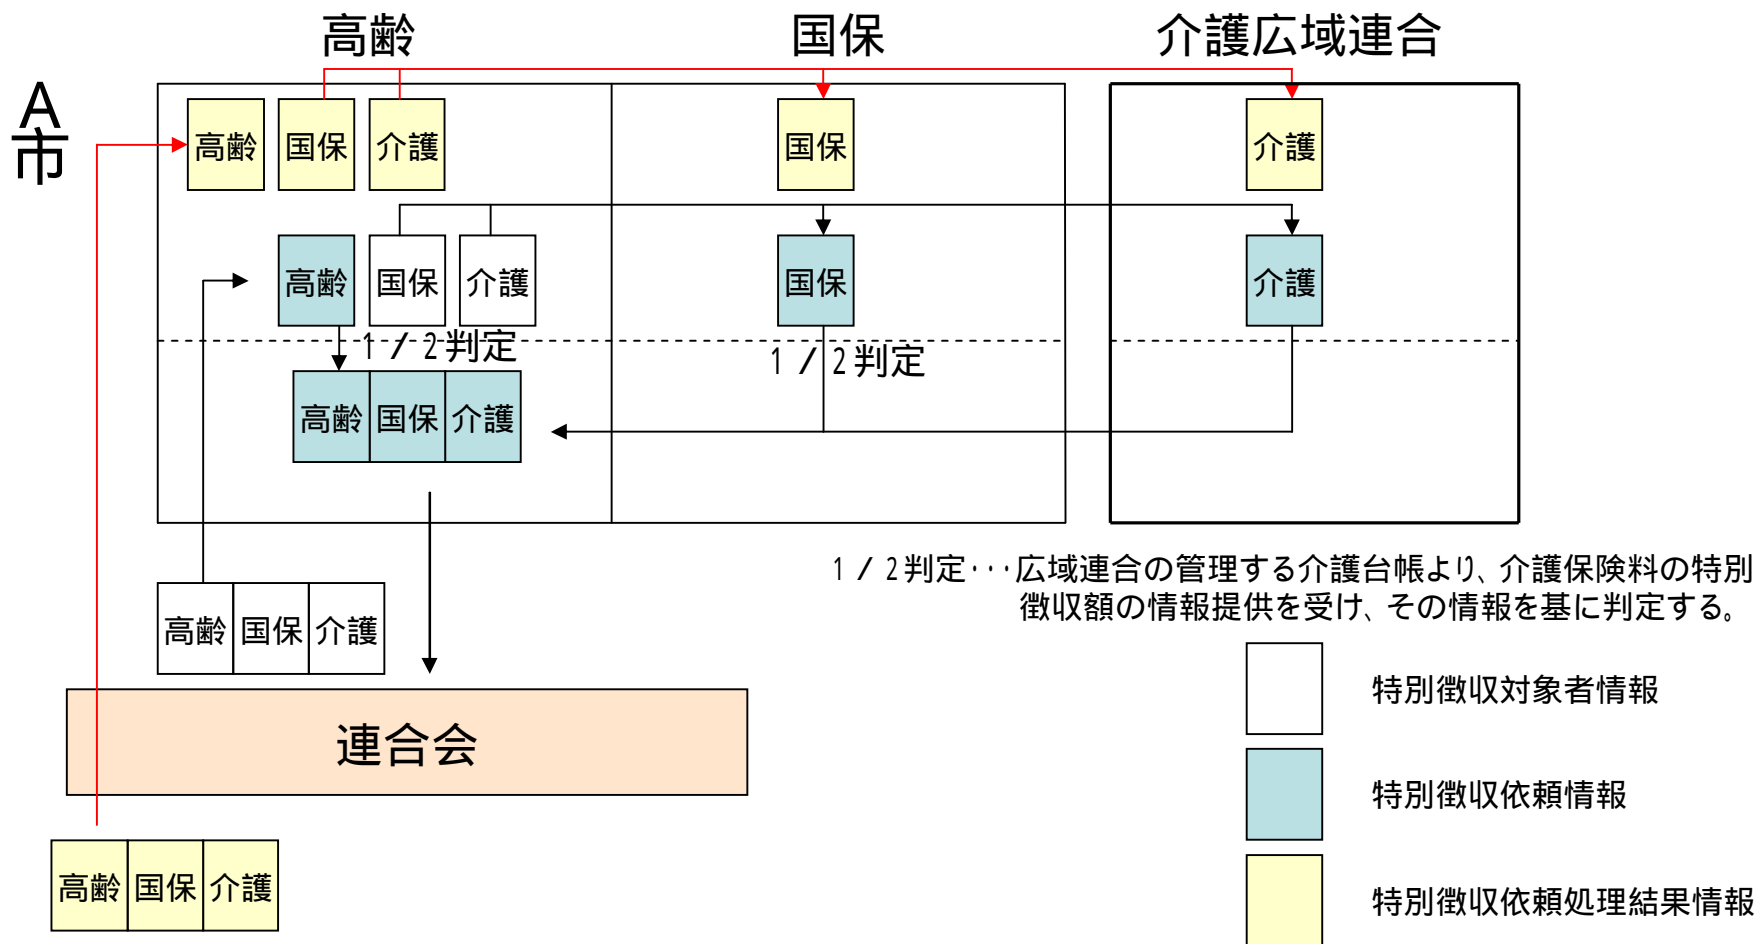 高齢
国保
介護広域連合
A市
高齢
国保
介護
国保
介護
高齢
国保
介護
国保
介護
1/2判定
1/2判定
高齢
国保
介護
1/2判定・・・広域連合の管理する介護台帳より、介護保険料の特別
徴収額の情報提供を受け、その情報を基に判定する。
高齢
国保
介護
特別徴収対象者情報
連合会
特別徴収依頼情報
高齢
国保
介護
特別徴収依頼処理結果情報